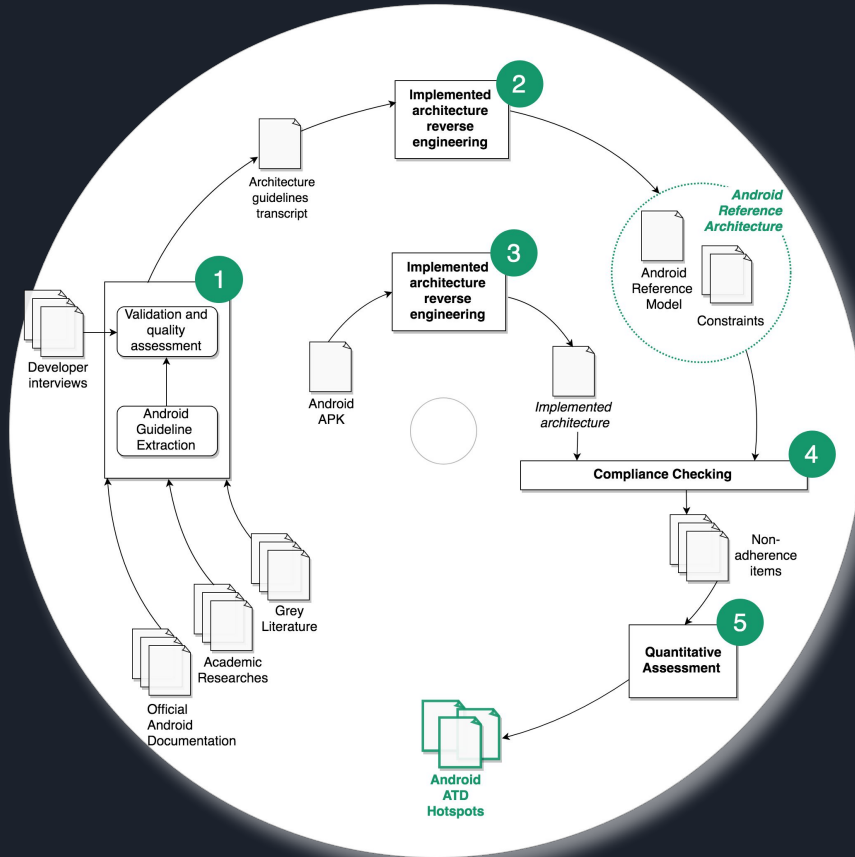 2
Implemented
architecture
reverse
engineering
Architecture
guidelines
transcript
Android
Reference
Architecture
Android
Reference
Model
Constraints
3
Implemented
architecture
reverse
engineering
Android
APK
Implemented
architecture
1
Validation and
quality
assessment
Android
Guideline
Extraction
Developer
interviews
4
Compliance Checking
Non-
adherence
items
Grey
Literature
Academic
Researches
Official
Android
Documentation
5
Quantitative
Assessment
Android
ATD
Hotspots